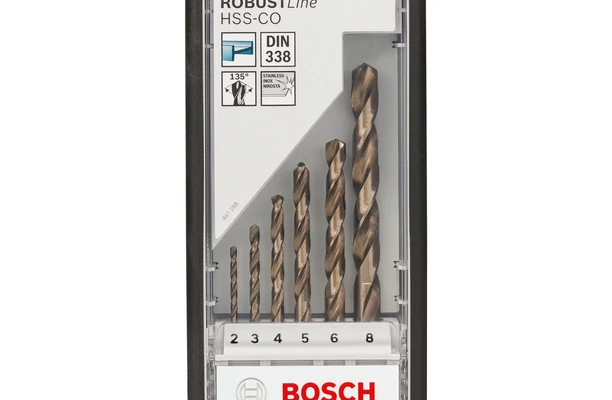 ROBUSTLine
HSS-CO
DIN
338
135°
STAINLESS
INOX
NIROSTA
2 3 4 5 6 8
BOSCH